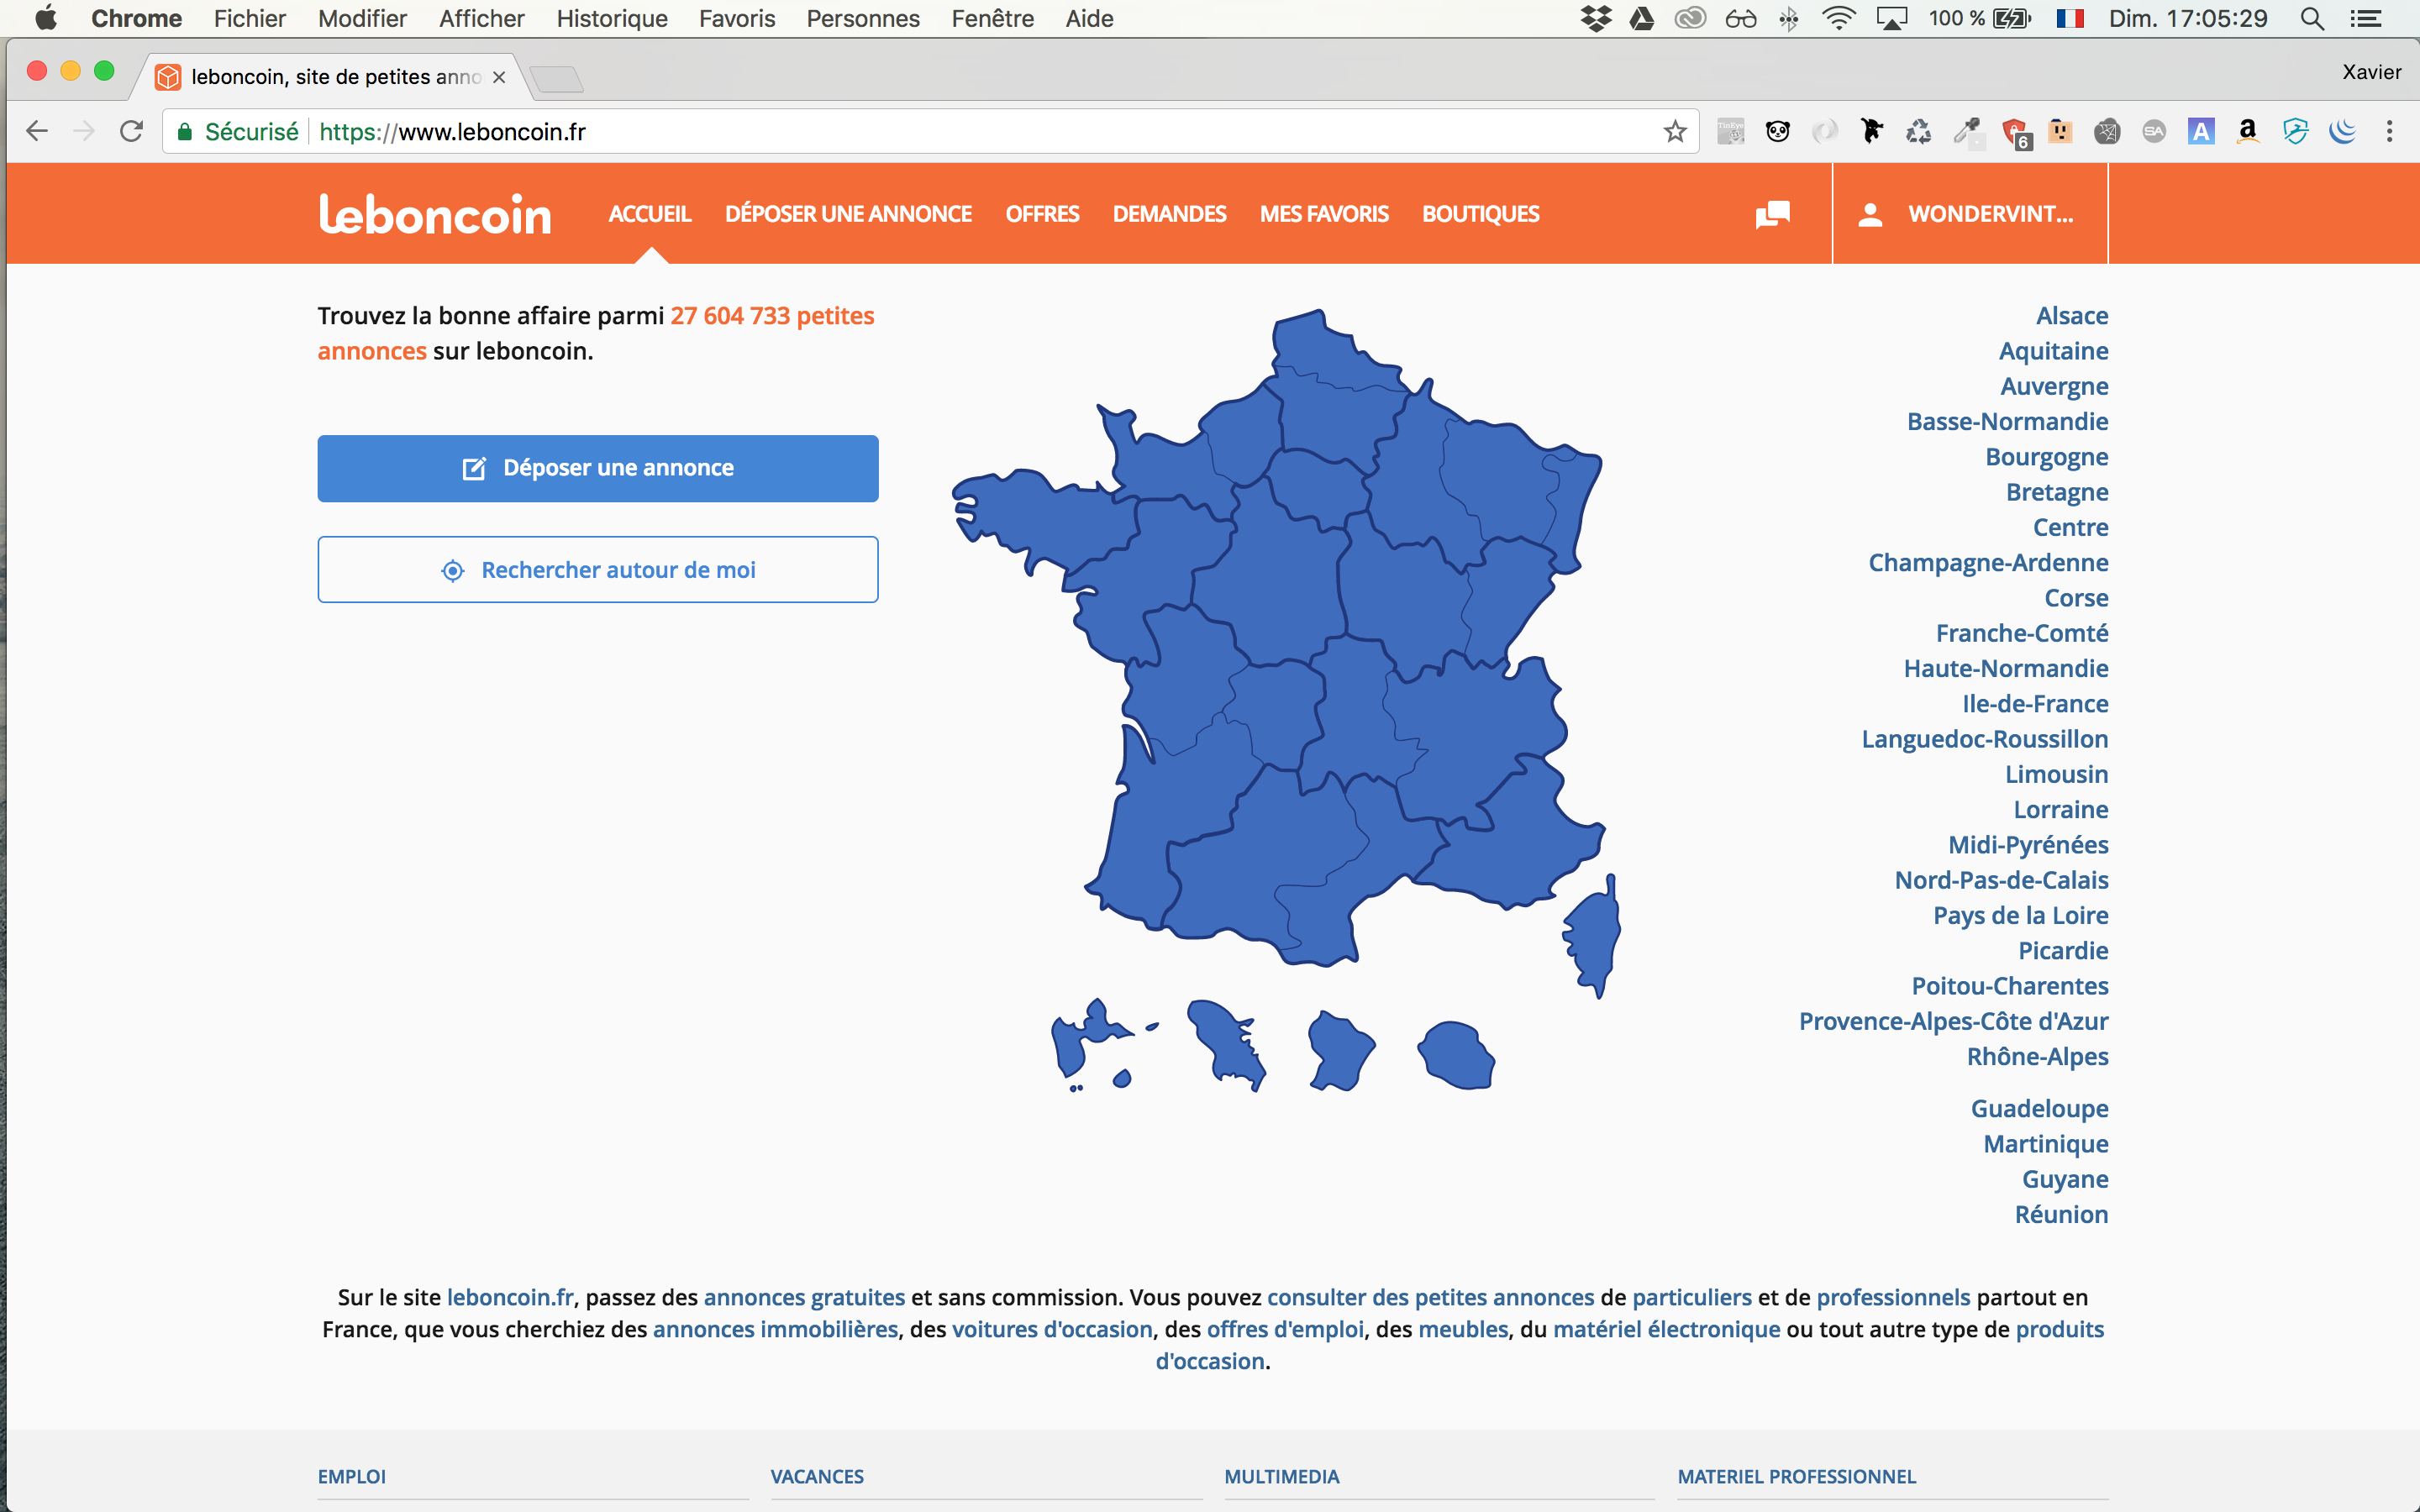 Chrome Fichier Modifier Afficher Historique Favoris Personnes Fenêtre Aide 100 % Dim. 17:05:29
leboncoin, site de petites anno Xavier
Sécurisé https://www.leboncoin.fr 6 SA A a
leboncoin ACCUEIL DÉPOSER UNE ANNONCE OFFRES DEMANDES MES FAVORIS BOUTIQUES WONDERVINT...
Trouvez la bonne affaire parmi 27 604 733 petites
annonces sur leboncoin.
Déposer une annonce
Rechercher autour de moi
Alsace
Aquitaine
Auvergne
Basse-Normandie
Bourgogne
Bretagne
Centre
Champagne-Ardenne
Corse
Franche-Comté
Haute-Normandie
Ile-de-France
Languedoc-Roussillon
Limousin
Lorraine
Midi-Pyrénées
Nord-Pas-de-Calais
Pays de la Loire
Picardie
Poitou-Charentes
Provence-Alpes-Côte d'Azur
Rhône-Alpes
Guadeloupe
Martinique
Guyane
Réunion
Sur le site leboncoin.fr, passez des annonces gratuites et sans commission. Vous pouvez consulter des petites annonces de particuliers et de professionnels partout en
France, que vous cherchiez des annonces immobilières, des voitures d'occasion, des offres d'emploi, des meubles, du matériel électronique ou tout autre type de produits
d'occasion.
EMPLOI VACANCES MULTIMEDIA MATERIEL PROFESSIONNEL